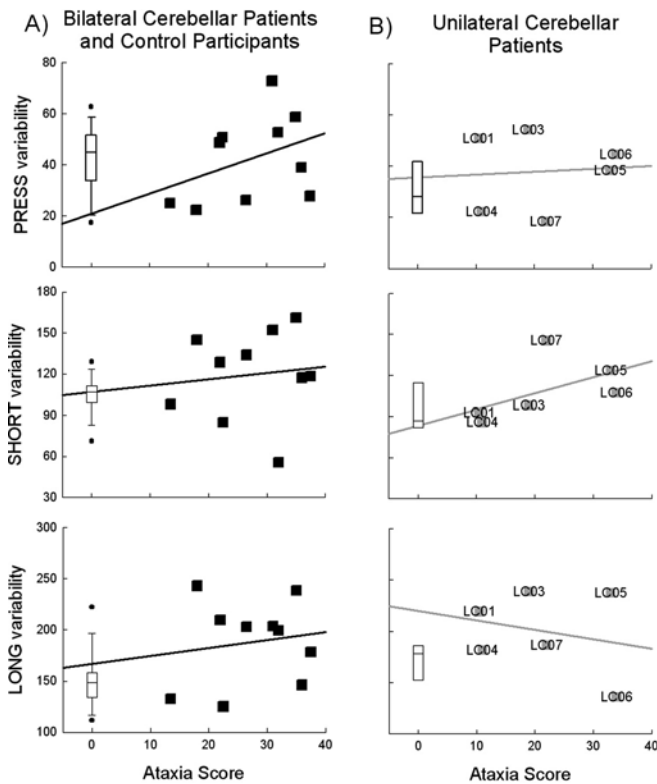 A) Bilateral Cerebellar Patients and Control Participants
B) Unilateral Cerebellar Patients
PRESS variability
80
60
40
20
0
LC01
LC03
LC06
LC05
LC04
LC07
SHORT variability
180
150
120
90
60
30
LC07
LC05
LC06
LC03
LC01
LC04
LONG variability
300
250
200
150
100
LC03
LC05
LC01
LC04
LC07
LC06
0 10 20 30 40
Ataxia Score
0 10 20 30 40
Ataxia Score